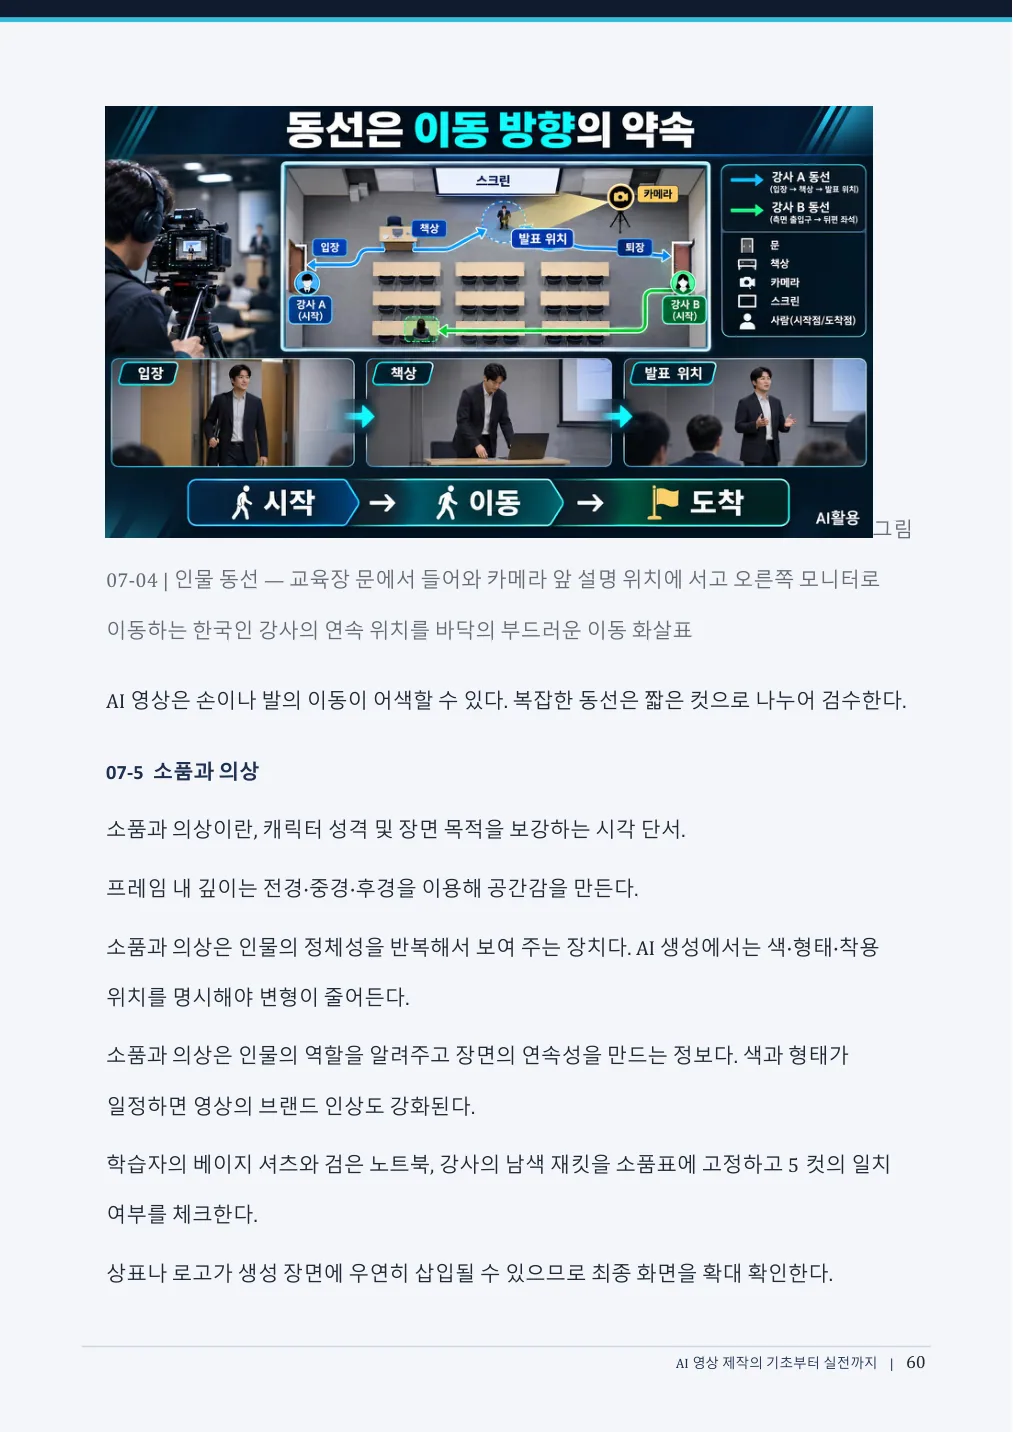 동선은 이동 방향의 약속
스크린
카메라
책상
입장
발표 위치
퇴장
강사 A
(시작)
강사 B
(시작)
강사 A 동선
(입장 → 책상 → 발표 위치)
강사 B 동선
(측면 출입구 → 뒤편 좌석)
문
책상
카메라
스크린
사람(시작점/도착점)
입장
책상
발표 위치
시작 → 이동 → 도착
AI활용
그림
07-04 | 인물 동선 — 교육장 문에서 들어와 카메라 앞 설명 위치에 서고 오른쪽 모니터로
이동하는 한국인 강사의 연속 위치를 바닥의 부드러운 이동 화살표
AI 영상은 손이나 발의 이동이 어색할 수 있다. 복잡한 동선은 짧은 컷으로 나누어 검수한다.
07-5 소품과 의상
소품과 의상이란, 캐릭터 성격 및 장면 목적을 보강하는 시각 단서.
프레임 내 깊이는 전경·중경·후경을 이용해 공간감을 만든다.
소품과 의상은 인물의 정체성을 반복해서 보여 주는 장치다. AI 생성에서는 색·형태·착용
위치를 명시해야 변형이 줄어든다.
소품과 의상은 인물의 역할을 알려주고 장면의 연속성을 만드는 정보다. 색과 형태가
일정하면 영상의 브랜드 인상도 강화된다.
학습자의 베이지 셔츠와 검은 노트북, 강사의 남색 재킷을 소품표에 고정하고 5 컷의 일치
여부를 체크한다.
상표나 로고가 생성 장면에 우연히 삽입될 수 있으므로 최종 화면을 확대 확인한다.
AI 영상 제작의 기초부터 실전까지 | 60